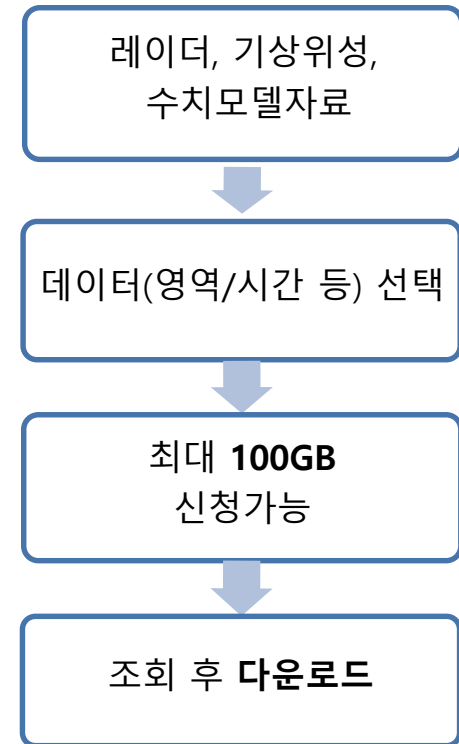 레이더, 기상위성,
수치모델자료
데이터(영역/시간 등) 선택
최대 100GB
신청가능
조회 후 다운로드